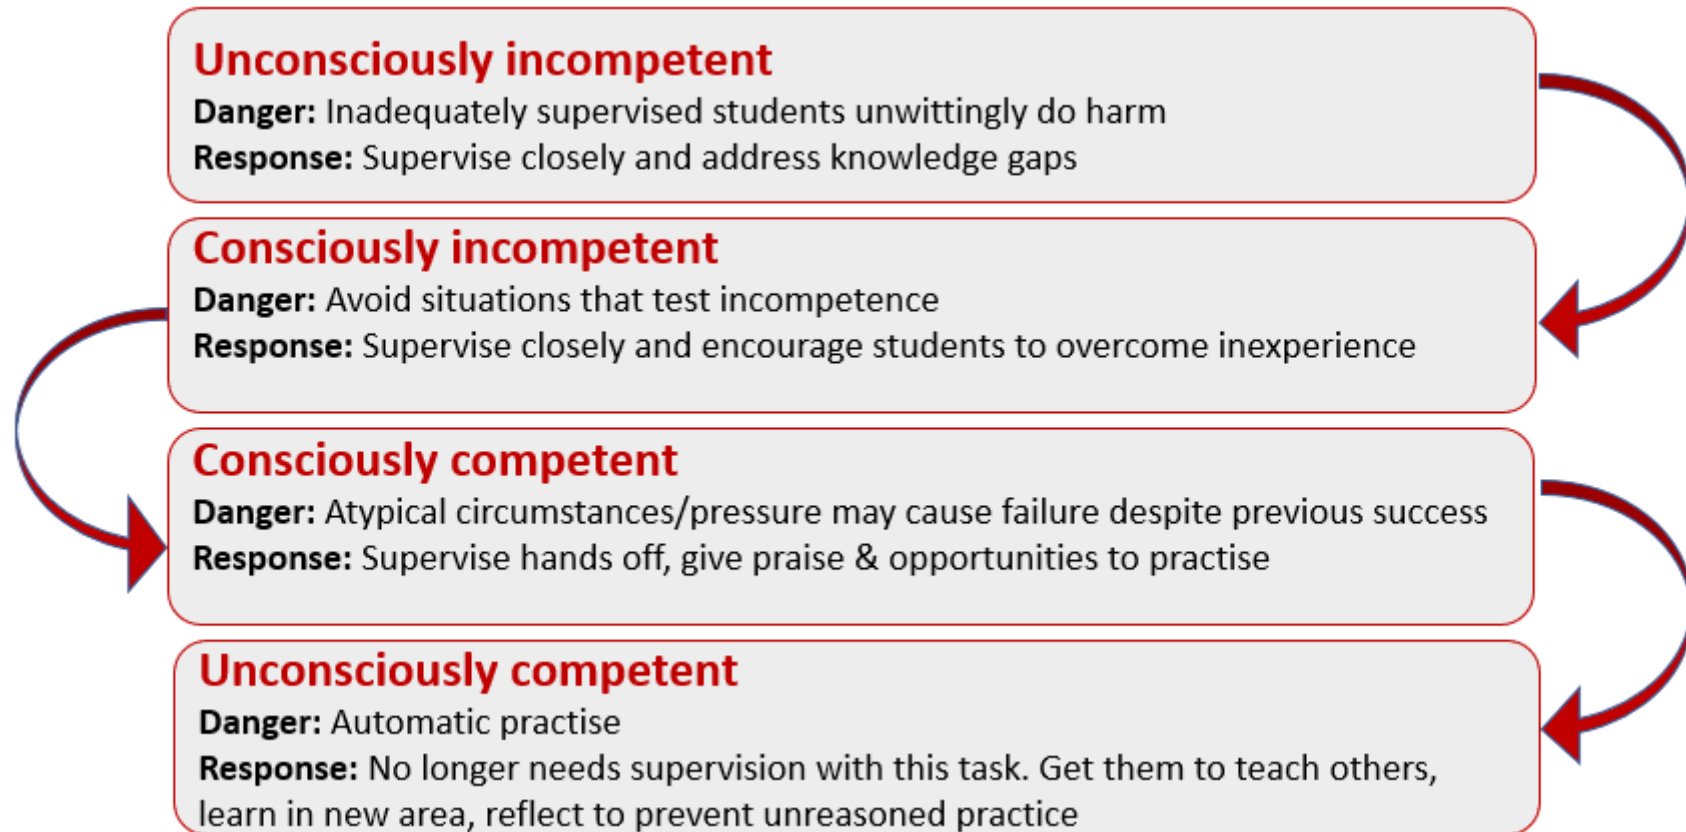 Unconsciously incompetent
Danger: Inadequately supervised students unwittingly do harm
Response: Supervise closely and address knowledge gaps
Consciously incompetent
Danger: Avoid situations that test incompetence
Response: Supervise closely and encourage students to overcome inexperience
Consciously competent
Danger: Atypical circumstances/pressure may cause failure despite previous success
Response: Supervise hands off, give praise & opportunities to practise
Unconsciously competent
Danger: Automatic practise
Response: No longer needs supervision with this task. Get them to teach others,
learn in new area, reflect to prevent unreasoned practice